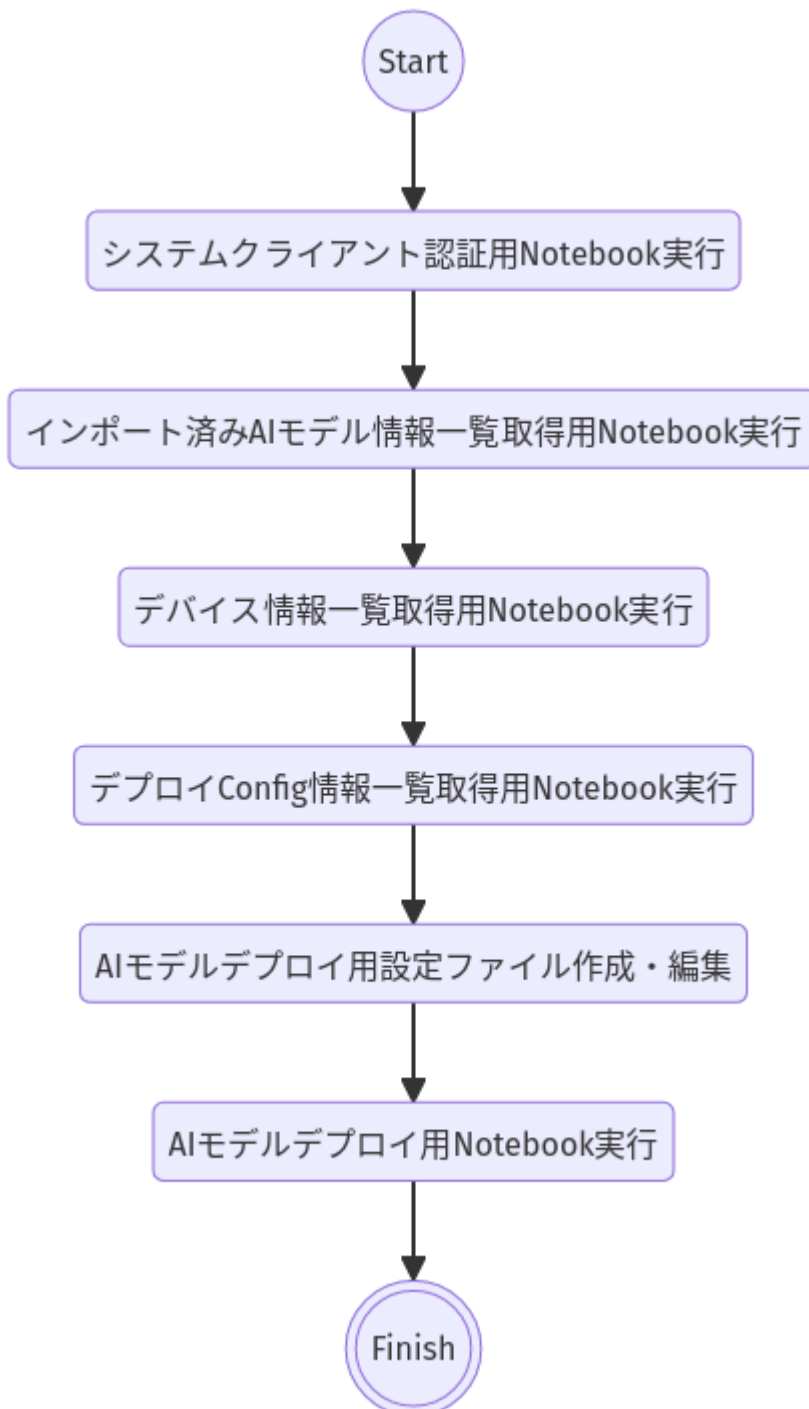 Start
システムクライアント認証用Notebook実行
インポート済みAIモデル情報一覧取得用Notebook実行
デバイス情報一覧取得用Notebook実行
デプロイConfig情報一覧取得用Notebook実行
AIモデルデプロイ用設定ファイル作成・編集
AIモデルデプロイ用Notebook実行
Finish